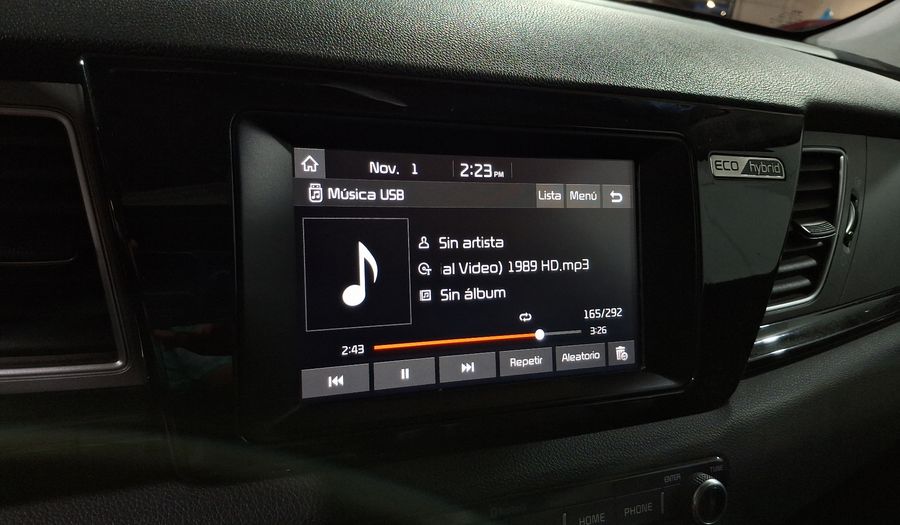 Nov. 1 2:23 PM
ECO hybrid
Música USB Lista Menú
Sin artista
al Video) 1989 HD.mp3
Sin álbum
165/292
2:43 3:26
Repetir Aleatorio
ENTER TUNE
HOME PHONE